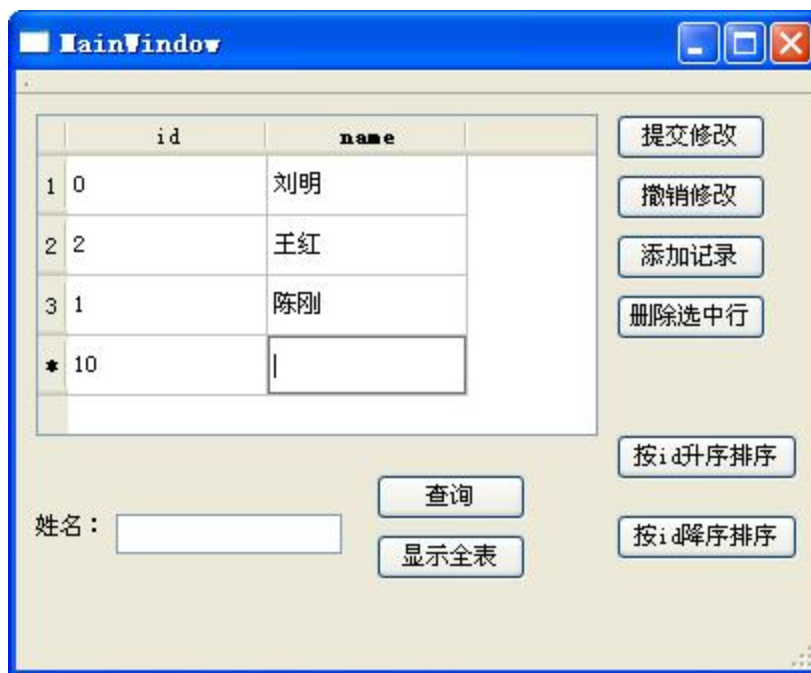 MainWindow
id name
1 0 刘明
2 2 王红
3 1 陈刚
* 10
提交修改
撤销修改
添加记录
删除选中行
按id升序排序
查询
姓名：
按id降序排序
显示全表